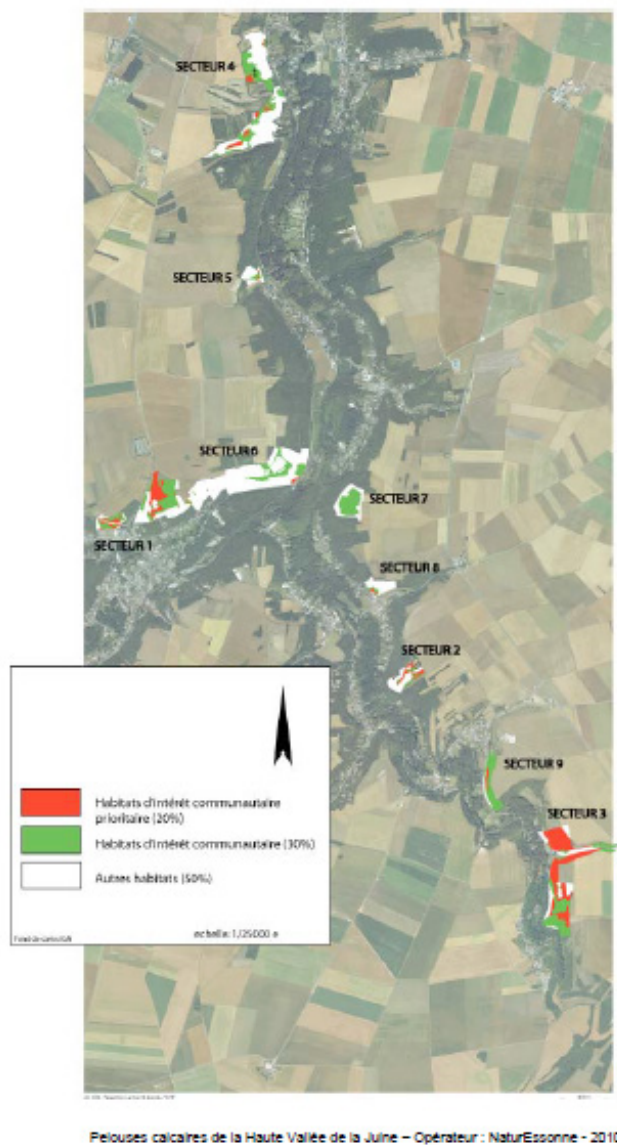 SECTEUR 4
SECTEUR 5
SECTEUR 6
SECTEUR 7
SECTEUR 1
SECTEUR 8
SECTEUR 2
SECTEUR 9
SECTEUR 3
Habitats d'intérêt communautaire
prioritaire (20%)
Habitats d'intérêt communautaire (30%)
Autres habitats (50%)
echelle: 1/25000 e
Pelouses calcaires de la Haute Vallée de la Juine – Opérateur : NaturEssonne - 2010